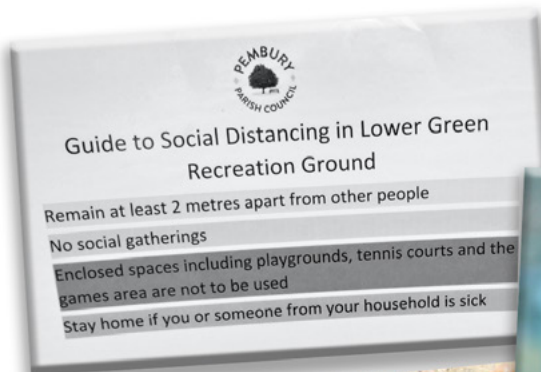 PEMBURY
PARISH COUNCIL
Guide to Social Distancing in Lower Green
Recreation Ground
Remain at least 2 metres apart from other people
No social gatherings
Enclosed spaces including playgrounds, tennis courts and the
games area are not to be used
Stay home if you or someone from your household is sick